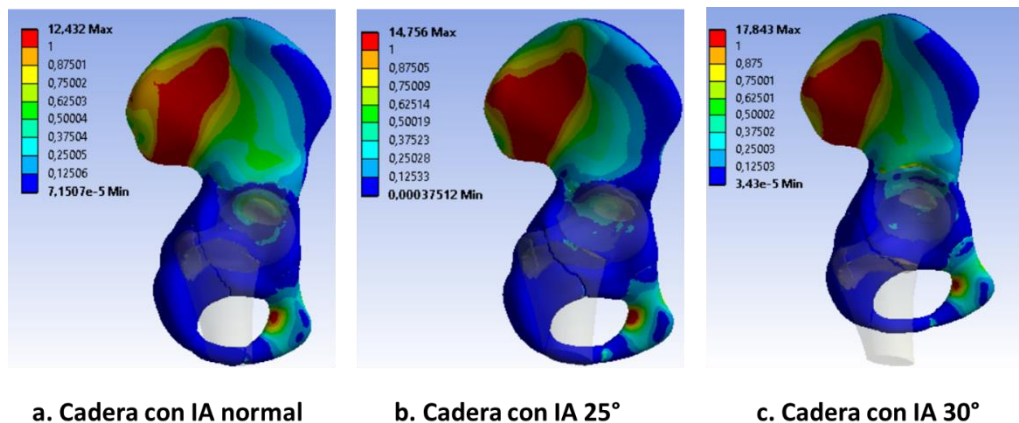 12,432 Max
1
0,87501
0,75002
0,62503
0,50004
0,37504
0,25005
0,12506
7,1507e-5 Min
14,756 Max
1
0,87505
0,75009
0,62514
0,50019
0,37523
0,25028
0,12533
0,00037512 Min
17,843 Max
1
0,875
0,75001
0,62501
0,50002
0,37502
0,25003
0,12503
3,43e-5 Min
a. Cadera con IA normal
b. Cadera con IA 25°
c. Cadera con IA 30°